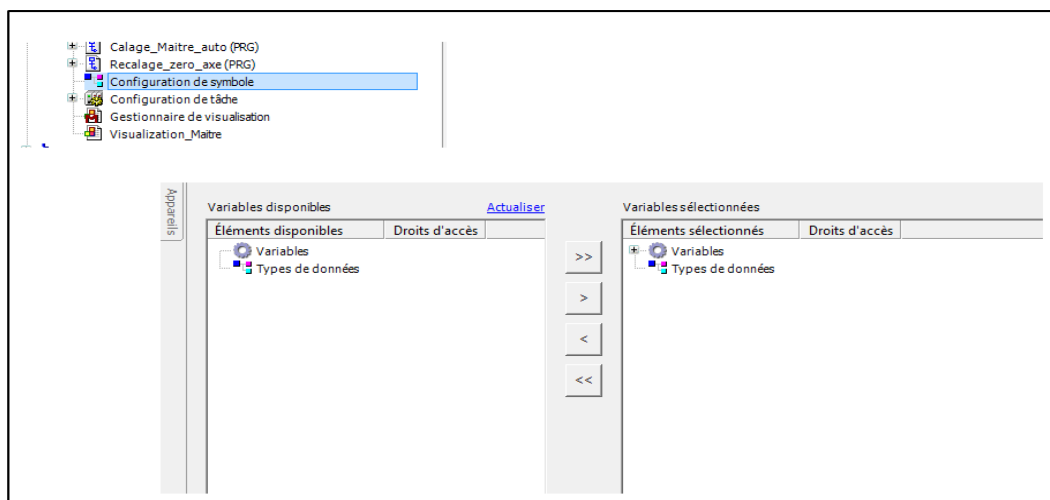 Calage_Maitre_auto (PRG)
Recalage_zero_axe (PRG)
Configuration de symbole
Configuration de tâche
Gestionnaire de visualisation
Visualization_Maitre
Appareils
Variables disponibles Actualiser
Éléments disponibles Droits d'accès
Variables
Types de données
>>
>
<
<<
Variables sélectionnées
Éléments sélectionnés Droits d'accès
Variables
Types de données